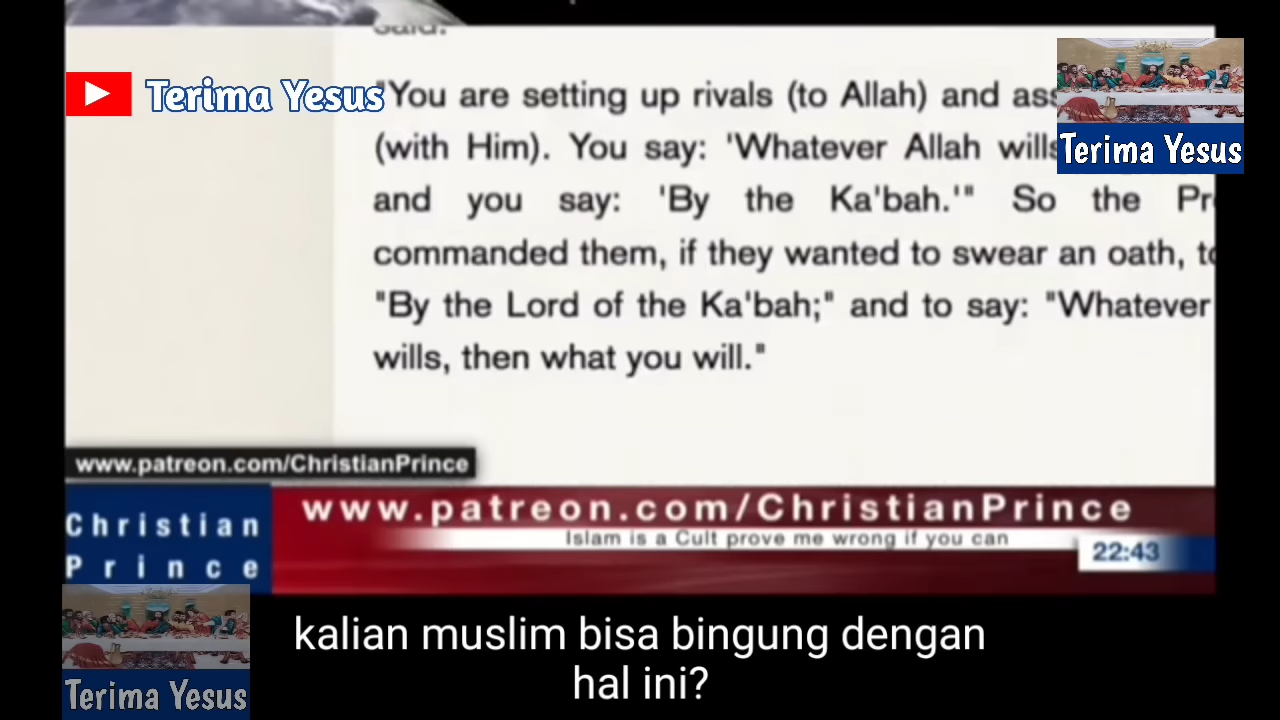 said:
"You are setting up rivals (to Allah) and
(with Him). You say: 'Whatever Allah wills
and you say: 'By the Ka'bah.'" So the
commanded them, if they wanted to swear an oath,
"By the Lord of the Ka'bah;" and to say: "Whatever
wills, then what you will."
Terima Yesus
Terima Yesus
www.patreon.com/ChristianPrince
Christian
Prince
www.patreon.com/ChristianPrince
Islam is a Cult prove me wrong if you can
22:43
Terima Yesus
kalian muslim bisa bingung dengan
hal ini?